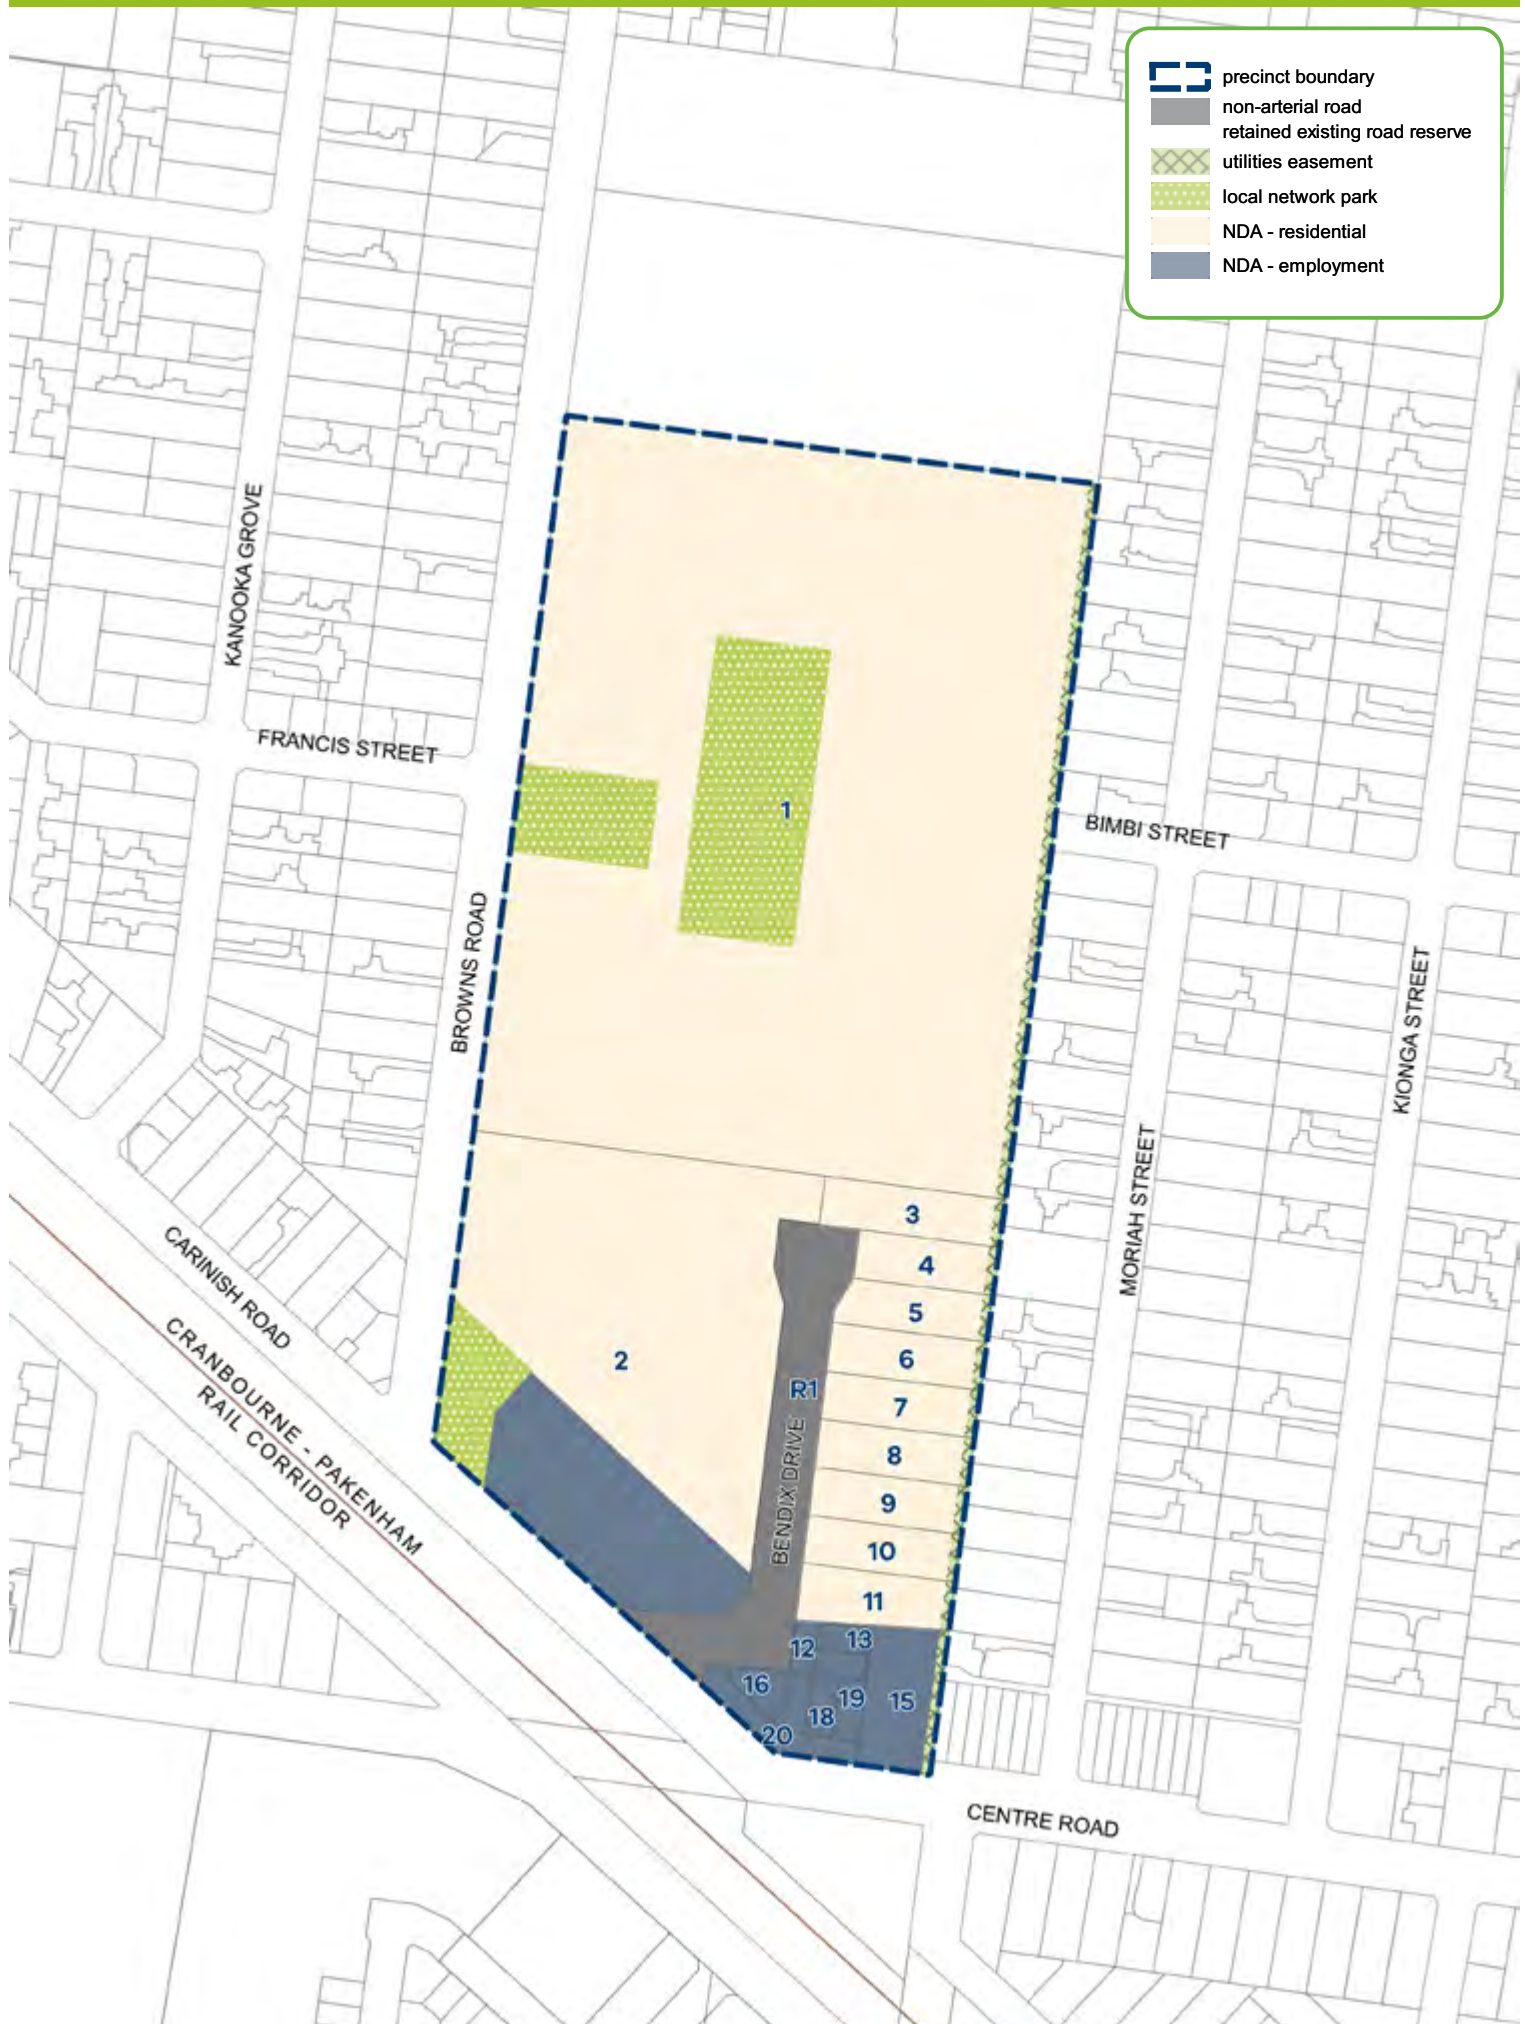 precinct boundary
non-arterial road
retained existing road reserve
utilities easement
local network park
NDA - residential
NDA - employment
KANOOKA GROVE
FRANCIS STREET
1
BIMBI STREET
BROWNS ROAD
KIONGA STREET
MORIAH STREET
3
4
5
6
7
8
9
10
11
2
R1
BENDIX DRIVE
CARINISH ROAD
CRANBOURNE - PAKENHAM
RAIL CORRIDOR
12
13
16
19
15
18
20
CENTRE ROAD